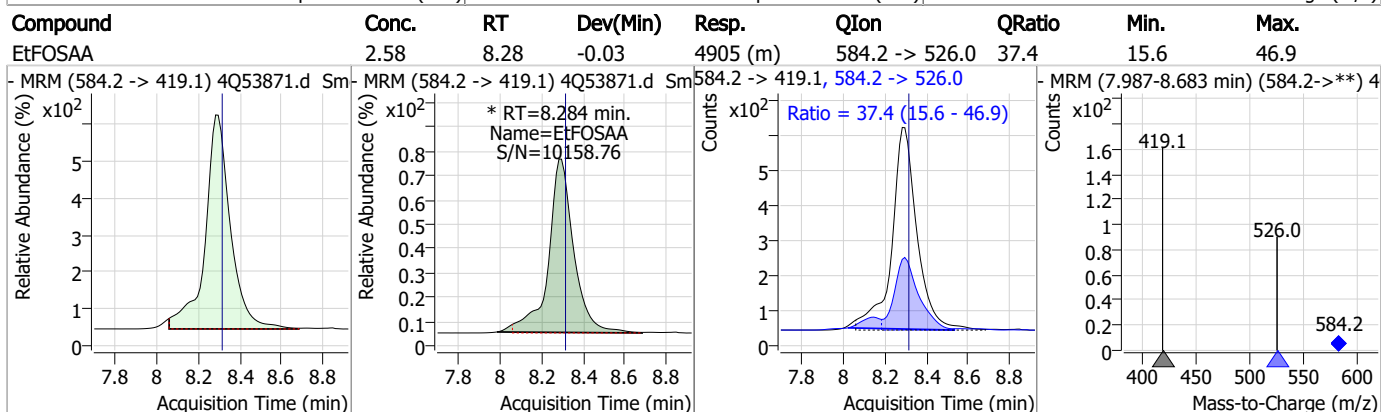 Compound Conc. RT Dev(Min) Resp. QIon QRatio Min. Max.
EtFOSAA 2.58 8.28 -0.03 4905 (m) 584.2 -> 526.0 37.4 15.6 46.9
- MRM (584.2 -> 419.1) 4Q53871.d Sm
x10²
Relative Abundance (%)
5
4
3
2
1
0
7.8 8 8.2 8.4 8.6 8.8
Acquisition Time (min)
- MRM (584.2 -> 419.1) 4Q53871.d Sm
x10²
* RT=8.284 min.
Name=EtFOSAA
S/N=10158.76
Relative Abundance (%)
0.8
0.7
0.6
0.5
0.4
0.3
0.2
0.1
0
7.8 8 8.2 8.4 8.6 8.8
Acquisition Time (min)
584.2 -> 419.1, 584.2 -> 526.0
x10²
Ratio = 37.4 (15.6 - 46.9)
Counts
5
4
3
2
1
0
7.8 8 8.2 8.4 8.6 8.8
Acquisition Time (min)
- MRM (7.987-8.683 min) (584.2->**) 4
x10²
Counts
1.6
1.4
1.2
1
0.8
0.6
0.4
0.2
0
419.1
526.0
584.2
400 450 500 550 600
Mass-to-Charge (m/z)